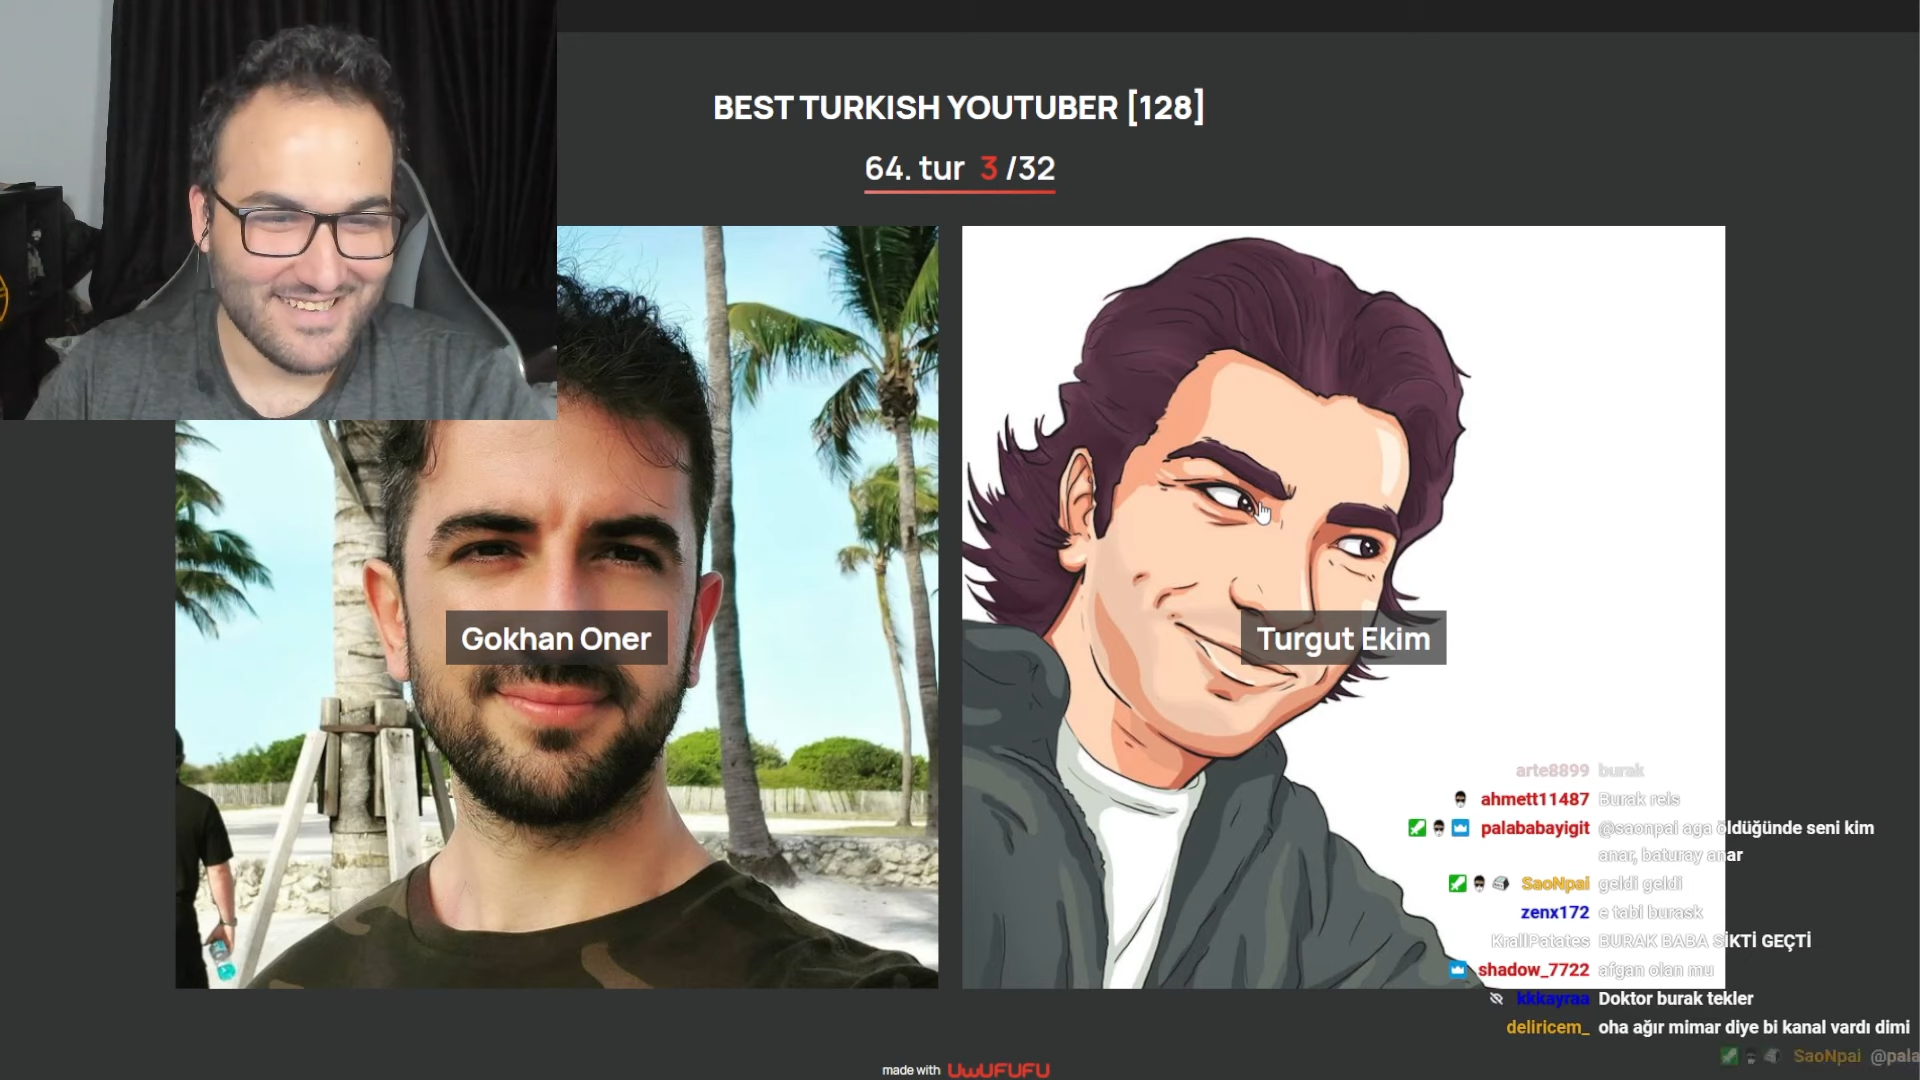 BEST TURKISH YOUTUBER [128]
64. tur 3 /32
Gokhan Oner
Turgut Ekim
arte8899 burak
ahmett11487 Burak reis
palababayigit @saonpai aga öldüğünde seni kim
anar, baturay anar
SaoNpai geldi geldi
zenx172 e tabi burask
KrallPatates BURAK BABA SİKTİ GEÇTİ
shadow_7722 afgan olan mu
kkkayraa Doktor burak tekler
deliricem_ oha ağır mimar diye bi kanal vardı dimi
SaoNpai @pala
made with UwUFUFU